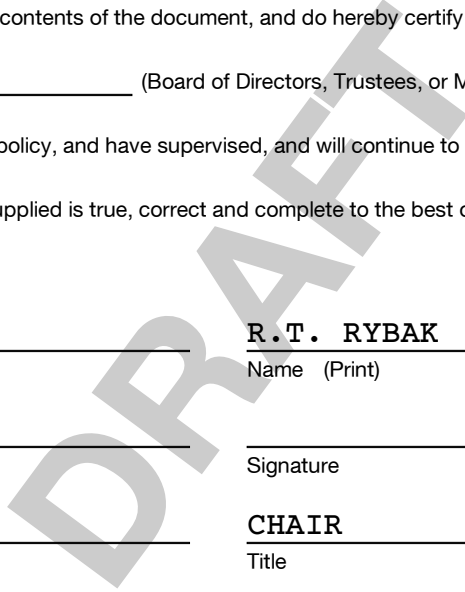 contents of the document, and do hereby certify
(Board of Directors, Trustees, or M
policy, and have supervised, and will continue to
upplied is true, correct and complete to the best
R.T. RYBAK
Name (Print)
Signature
CHAIR
Title
DRAFT